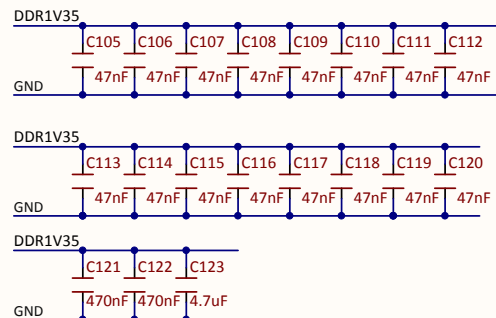 DDR1V35
C105 C106 C107 C108 C109 C110 C111 C112
47nF 47nF 47nF 47nF 47nF 47nF 47nF 47nF
GND
DDR1V35
C113 C114 C115 C116 C117 C118 C119 C120
47nF 47nF 47nF 47nF 47nF 47nF 47nF 47nF
GND
DDR1V35
C121 C122 C123
470nF 470nF 4.7uF
GND